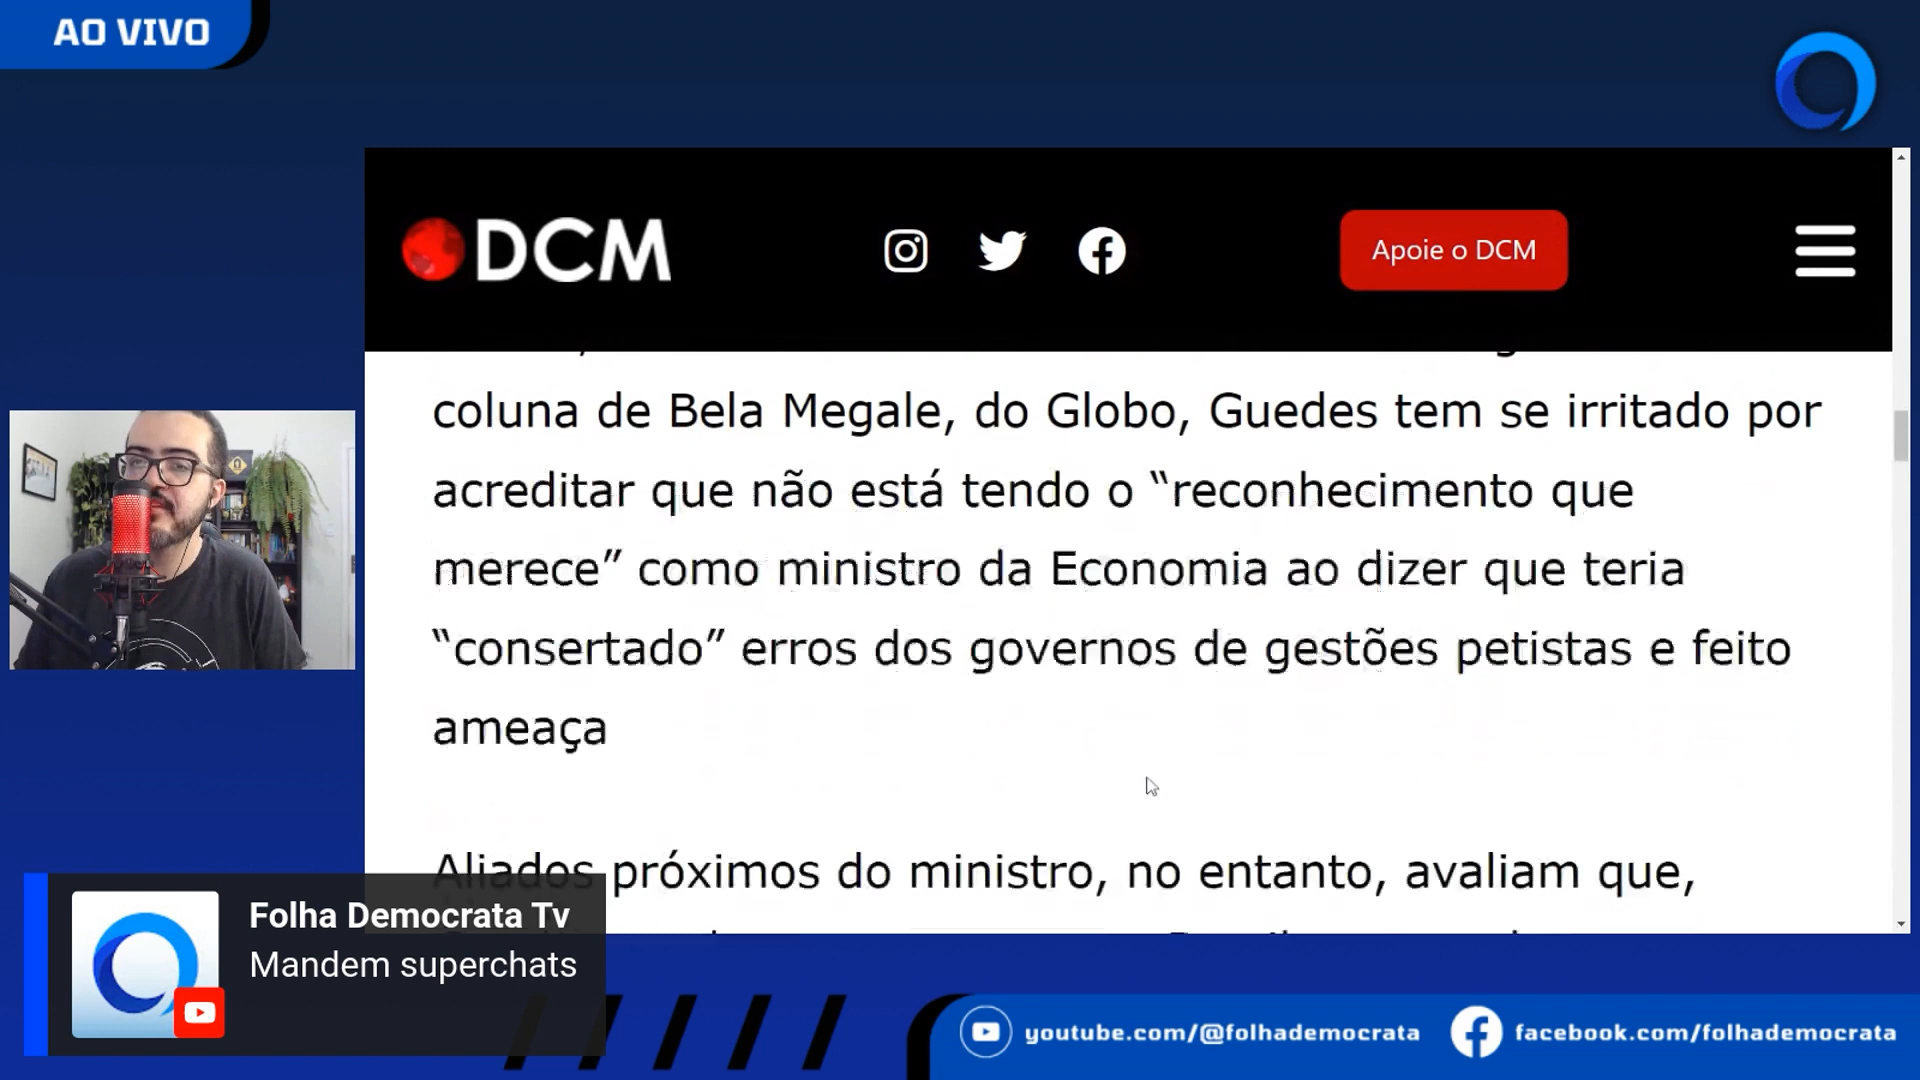 AO VIVO
DCM
Apoie o DCM
coluna de Bela Megale, do Globo, Guedes tem se irritado por
acreditar que não está tendo o “reconhecimento que
merece” como ministro da Economia ao dizer que teria
“consertado” erros dos governos de gestões petistas e feito
ameaça
Aliados próximos do ministro, no entanto, avaliam que,
Folha Democrata Tv
Mandem superchats
youtube.com/@folhademocrata
facebook.com/folhademocrata